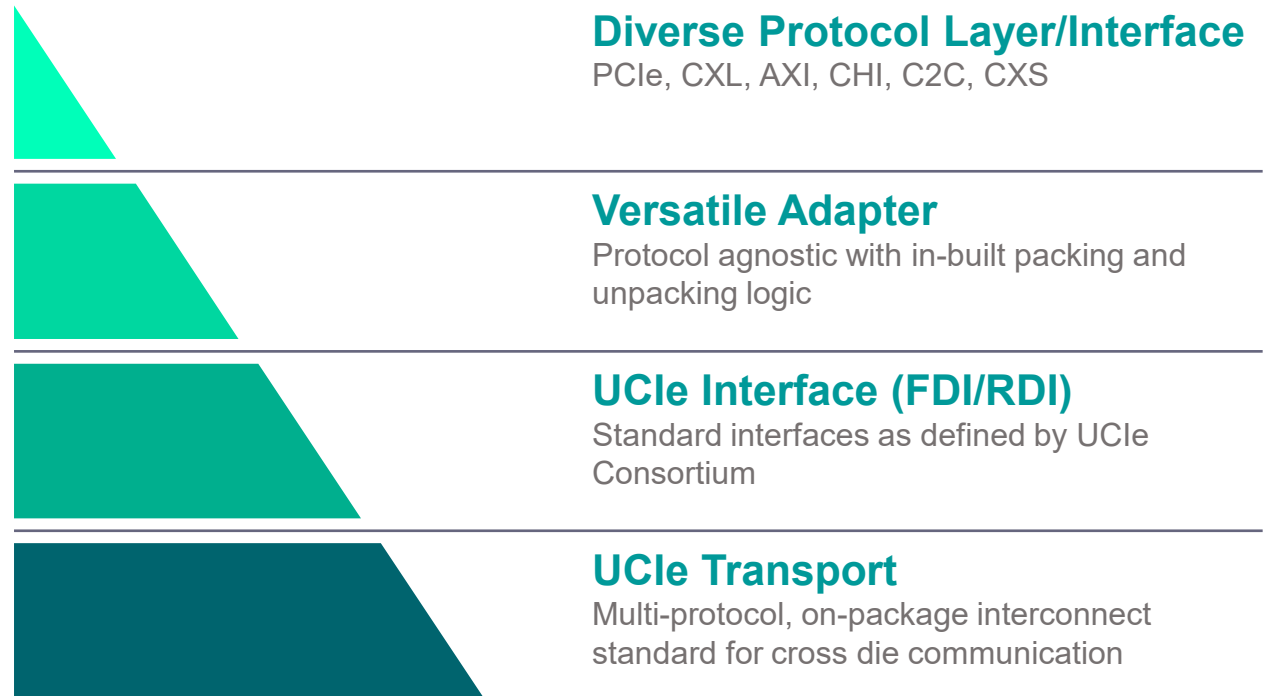 Diverse Protocol Layer/Interface
PCIe, CXL, AXI, CHI, C2C, CXS
Versatile Adapter
Protocol agnostic with in-built packing and
unpacking logic
UCIe Interface (FDI/RDI)
Standard interfaces as defined by UCIe
Consortium
UCIe Transport
Multi-protocol, on-package interconnect
standard for cross die communication